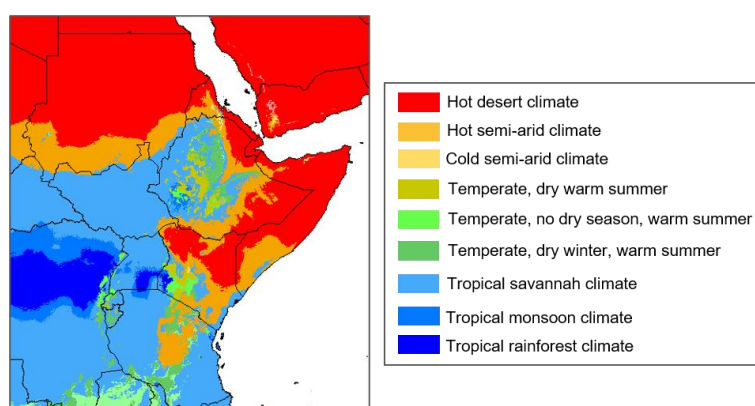 Hot desert climate
Hot semi-arid climate
Cold semi-arid climate
Temperate, dry warm summer
Temperate, no dry season, warm summer
Temperate, dry winter, warm summer
Tropical savannah climate
Tropical monsoon climate
Tropical rainforest climate